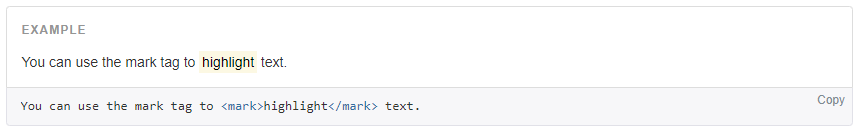 EXAMPLE
You can use the mark tag to highlight text.
Copy
You can use the mark tag to <mark>highlight</mark> text.